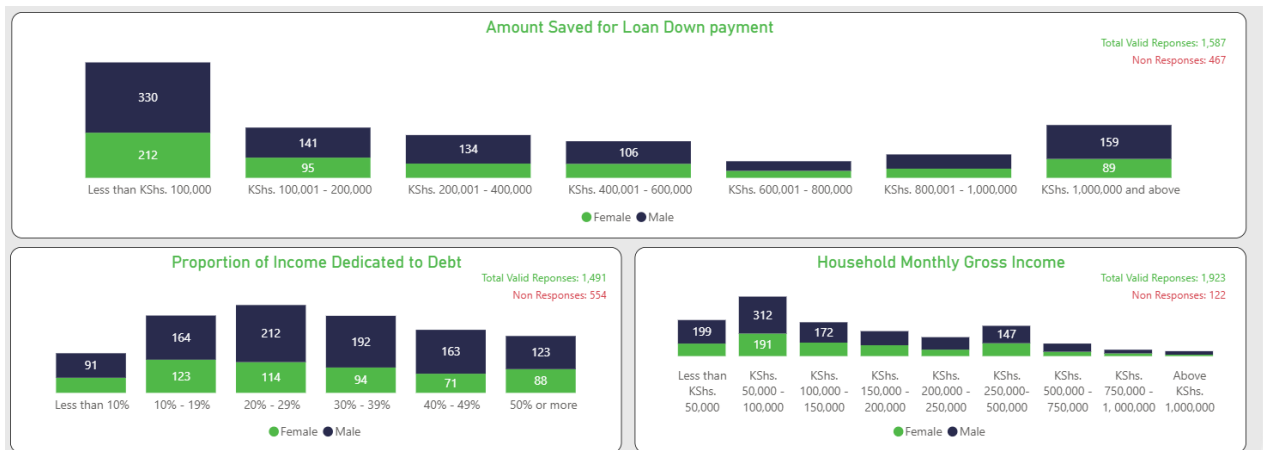 Amount Saved for Loan Down payment
Total Valid Reponses: 1,587
Non Responses: 467
330
141
134
106
159
212
95
89
Less than KShs. 100,000
KShs. 100,001 - 200,000
KShs. 200,001 - 400,000
KShs. 400,001 - 600,000
KShs. 600,001 - 800,000
KShs. 800,001 - 1,000,000
KShs. 1,000,000 and above
Female Male
Proportion of Income Dedicated to Debt
Total Valid Reponses: 1,491
Non Responses: 554
91
164
212
192
163
123
123
114
94
71
88
Less than 10%
10% - 19%
20% - 29%
30% - 39%
40% - 49%
50% or more
Female Male
Household Monthly Gross Income
Total Valid Reponses: 1,923
Non Responses: 122
199
312
172
147
191
Less than
KShs.
50,000
KShs.
50,000 -
100,000
KShs.
100,000 -
150,000
KShs.
150,000 -
200,000
KShs.
200,000 -
250,000
KShs.
250,000-
500,000
KShs.
500,000 -
750,000
KShs.
750,000 -
1, 000,000
Above
KShs.
1,000,000
Female Male